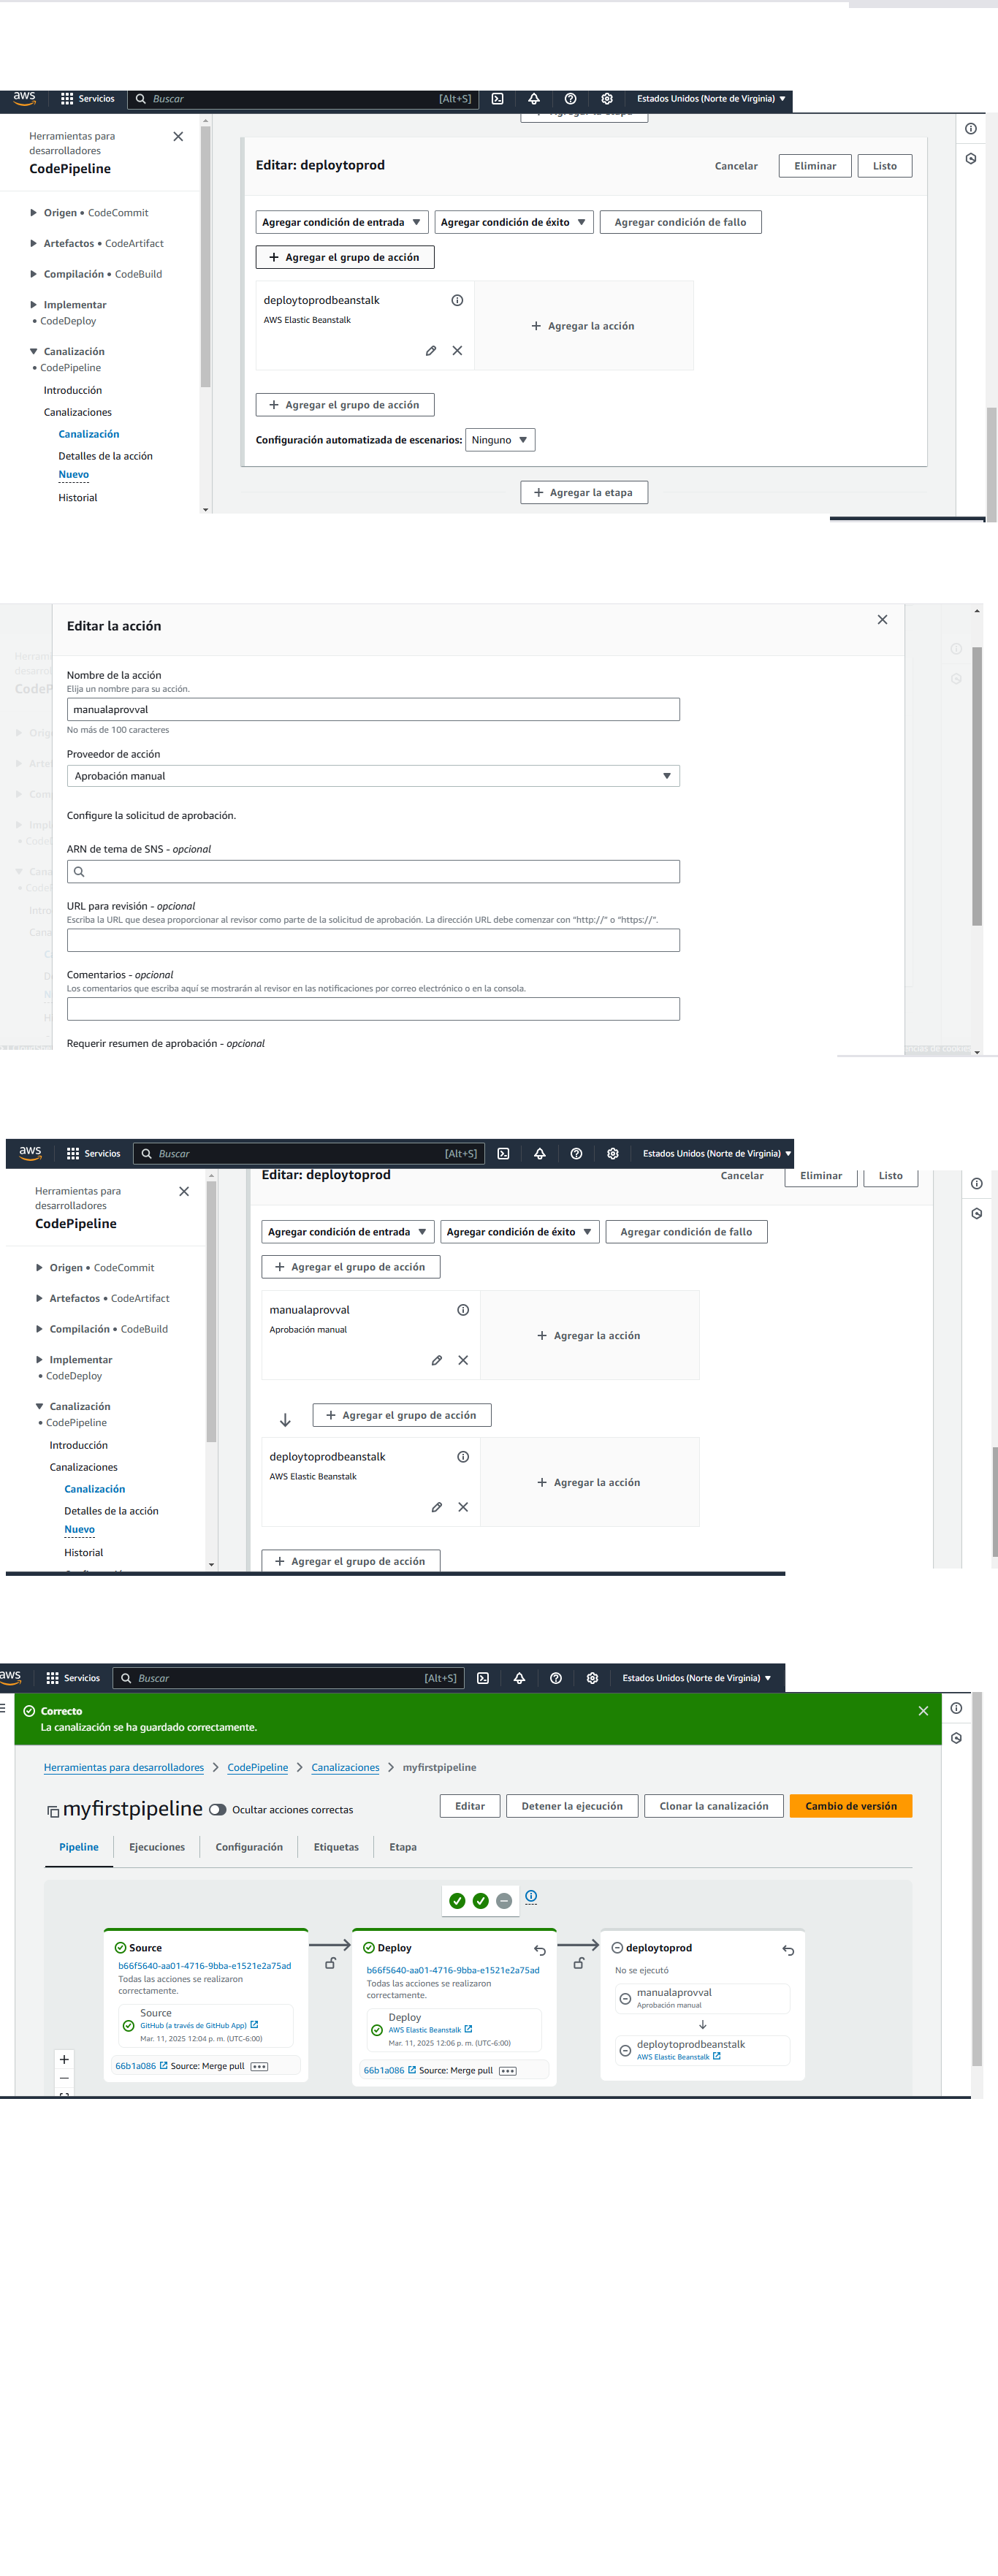 aws
Servicios
Buscar
[Alt+S]
Estados Unidos (Norte de Virginia)
Herramientas para
desarrolladores
CodePipeline
Origen • CodeCommit
Artefactos • CodeArtifact
Compilación • CodeBuild
Implementar
• CodeDeploy
Canalización
• CodePipeline
Introducción
Canalizaciones
Canalización
Detalles de la acción
Nuevo
Historial
+ Agregar la etapa
Editar: deploytoprod
Cancelar
Eliminar
Listo
Agregar condición de entrada
Agregar condición de éxito
Agregar condición de fallo
+ Agregar el grupo de acción
deploytoprodbeanstalk
AWS Elastic Beanstalk
+ Agregar la acción
+ Agregar el grupo de acción
Configuración automatizada de escenarios: Ninguno
+ Agregar la etapa
Editar la acción
Nombre de la acción
Elija un nombre para su acción.
manualaprovval
No más de 100 caracteres
Proveedor de acción
Aprobación manual
Configure la solicitud de aprobación.
ARN de tema de SNS - opcional
URL para revisión - opcional
Escriba la URL que desea proporcionar al revisor como parte de la solicitud de aprobación. La dirección URL debe comenzar con "http://" o "https://".
Comentarios - opcional
Los comentarios que escriba aquí se mostrarán al revisor en las notificaciones por correo electrónico o en la consola.
Requerir resumen de aprobación - opcional
aws
Servicios
Buscar
[Alt+S]
Estados Unidos (Norte de Virginia)
Herramientas para
desarrolladores
CodePipeline
Origen • CodeCommit
Artefactos • CodeArtifact
Compilación • CodeBuild
Implementar
• CodeDeploy
Canalización
• CodePipeline
Introducción
Canalizaciones
Canalización
Detalles de la acción
Nuevo
Historial
Editar: deploytoprod
Cancelar
Eliminar
Listo
Agregar condición de entrada
Agregar condición de éxito
Agregar condición de fallo
+ Agregar el grupo de acción
manualaprovval
Aprobación manual
+ Agregar la acción
+ Agregar el grupo de acción
deploytoprodbeanstalk
AWS Elastic Beanstalk
+ Agregar la acción
+ Agregar el grupo de acción
aws
Servicios
Buscar
[Alt+S]
Estados Unidos (Norte de Virginia)
Correcto
La canalización se ha guardado correctamente.
Herramientas para desarrolladores > CodePipeline > Canalizaciones > myfirstpipeline
myfirstpipeline
Ocultar acciones correctas
Editar
Detener la ejecución
Clonar la canalización
Cambio de versión
Pipeline
Ejecuciones
Configuración
Etiquetas
Etapa
Source
b66f5640-aa01-4716-9bba-e1521e2a75ad
Todas las acciones se realizaron
correctamente.
Source
GitHub (a través de GitHub App)
Mar. 11, 2025 12:04 p. m. (UTC-6:00)
66b1a086 Source: Merge pull
Deploy
b66f5640-aa01-4716-9bba-e1521e2a75ad
Todas las acciones se realizaron
correctamente.
Deploy
AWS Elastic Beanstalk
Mar. 11, 2025 12:06 p. m. (UTC-6:00)
66b1a086 Source: Merge pull
deploytoprod
No se ejecutó
manualaprovval
Aprobación manual
deploytoprodbeanstalk
AWS Elastic Beanstalk